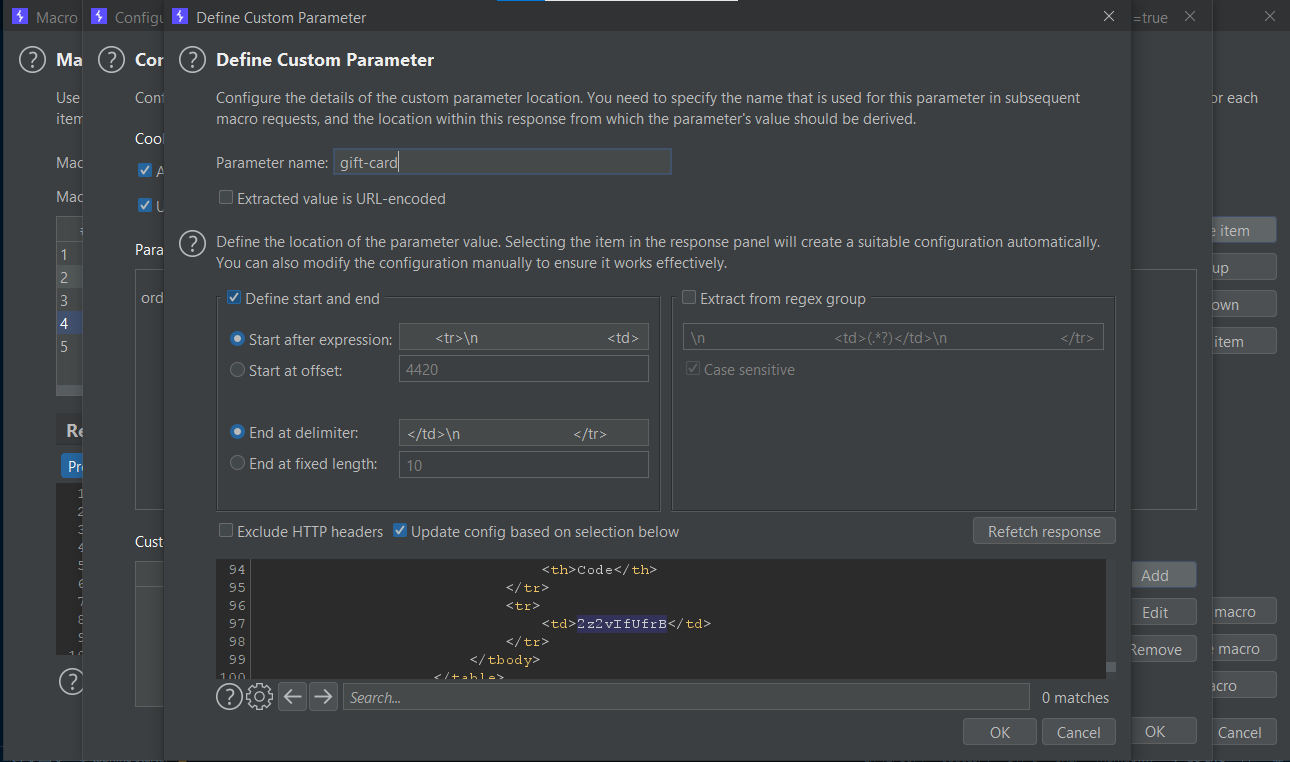 Macro
Configu
Define Custom Parameter
=true
Ma
Con
Define Custom Parameter
Use
item
Conf
Configure the details of the custom parameter location. You need to specify the name that is used for this parameter in subsequent
macro requests, and the location within this response from which the parameter's value should be derived.
or each
Cook
Mac
A
Parameter name: gift-card
Mac
U
Extracted value is URL-encoded
Para
Define the location of the parameter value. Selecting the item in the response panel will create a suitable configuration automatically.
You can also modify the configuration manually to ensure it works effectively.
e item
up
own
item
1
2
3
4
5
ord
Define start and end
Extract from regex group
Start after expression: <tr>\n <td>
\n <td>(.*?)</td>\n </tr>
Start at offset: 4420
Case sensitive
End at delimiter: </td>\n </tr>
End at fixed length: 10
Re
Pr
Cust
Exclude HTTP headers
Update config based on selection below
Refetch response
94 <th>Code</th>
95 </tr>
96 <tr>
97 <td>2z2vIfUfrB</td>
98 </tr>
99 </tbody>
100 </table>
Add
Edit
Remove
macro
e macro
acro
Search...
0 matches
OK
Cancel
OK
Cancel